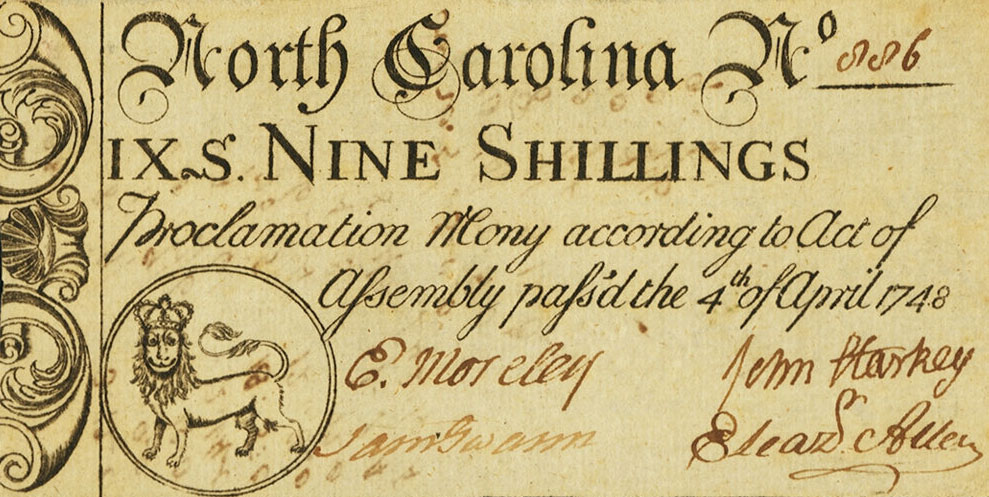 North Carolina Nº 886
IX S. NINE SHILLINGS
Proclamation Mony according to Act of
Aſsembly paſs'd the 4th of April 1748
E. Moseley John Starkey
Sam Swann Eleazr. Allen